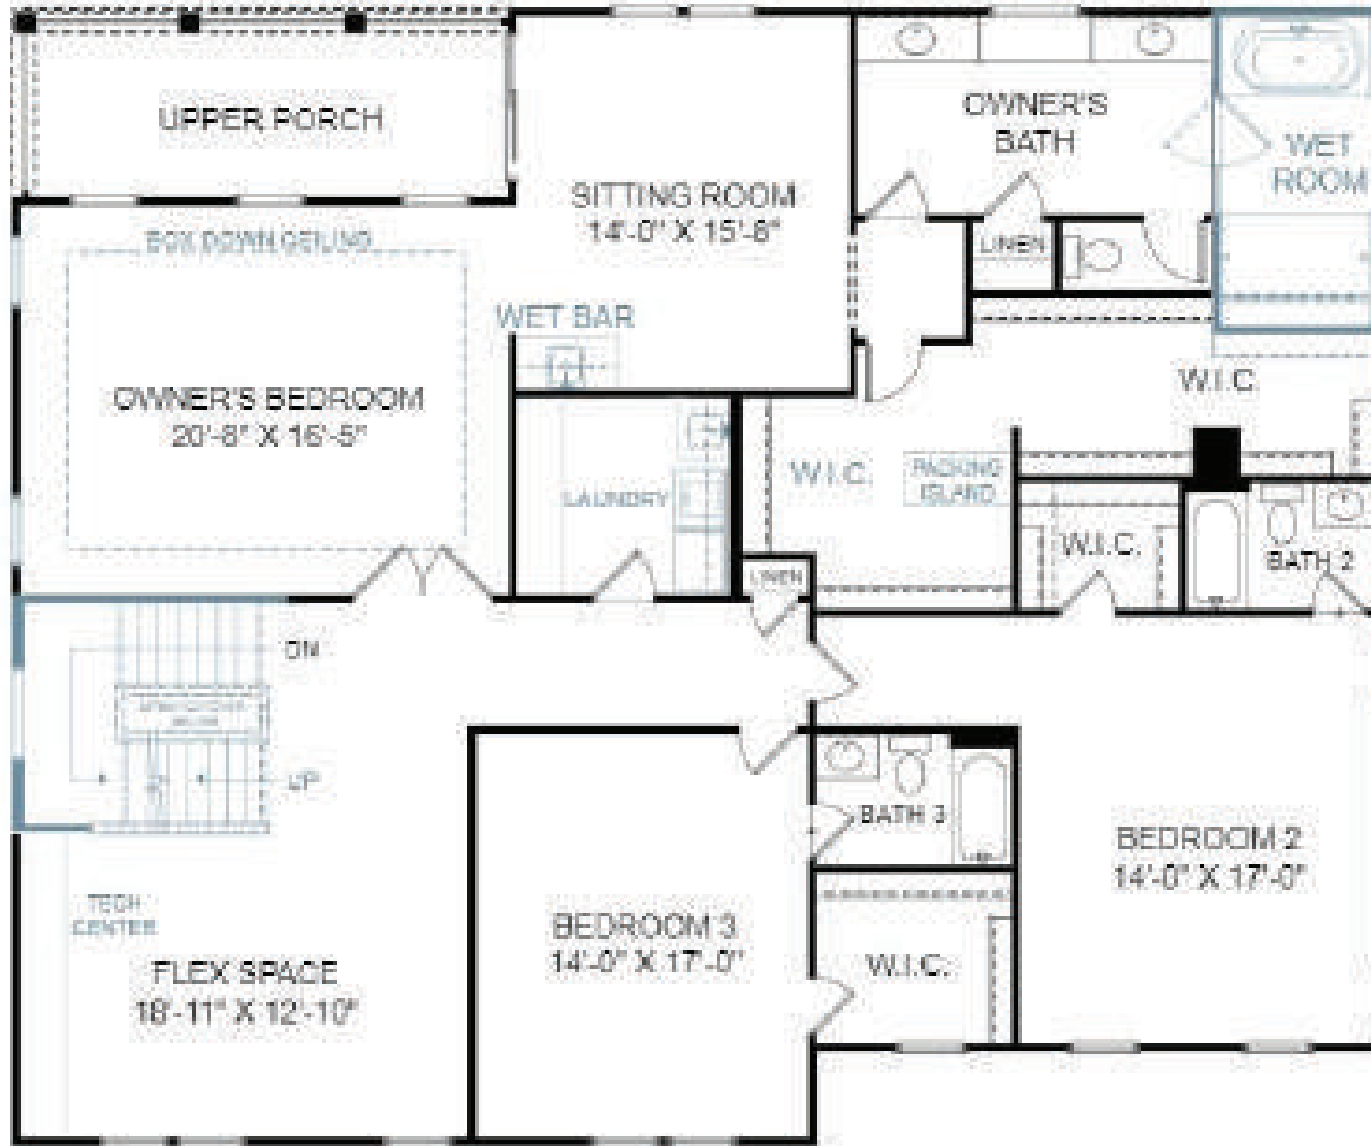 UPPER PORCH
OWNER'S
BATH
WET
ROOM
SITTING ROOM
14'-0" X 15'-8"
BOX DOWN CEILING
LINEN
WET BAR
W.I.C.
OWNER'S BEDROOM
20'-8" X 16'-5"
W.I.C.
PACKING
ISLAND
LAUNDRY
W.I.C.
BATH 2
LINEN
DN
UP
BATH 3
BEDROOM 2
14'-0" X 17'-0"
TECH
CENTER
BEDROOM 3
14'-0" X 17'-0"
W.I.C.
FLEX SPACE
18'-11" X 12'-10"